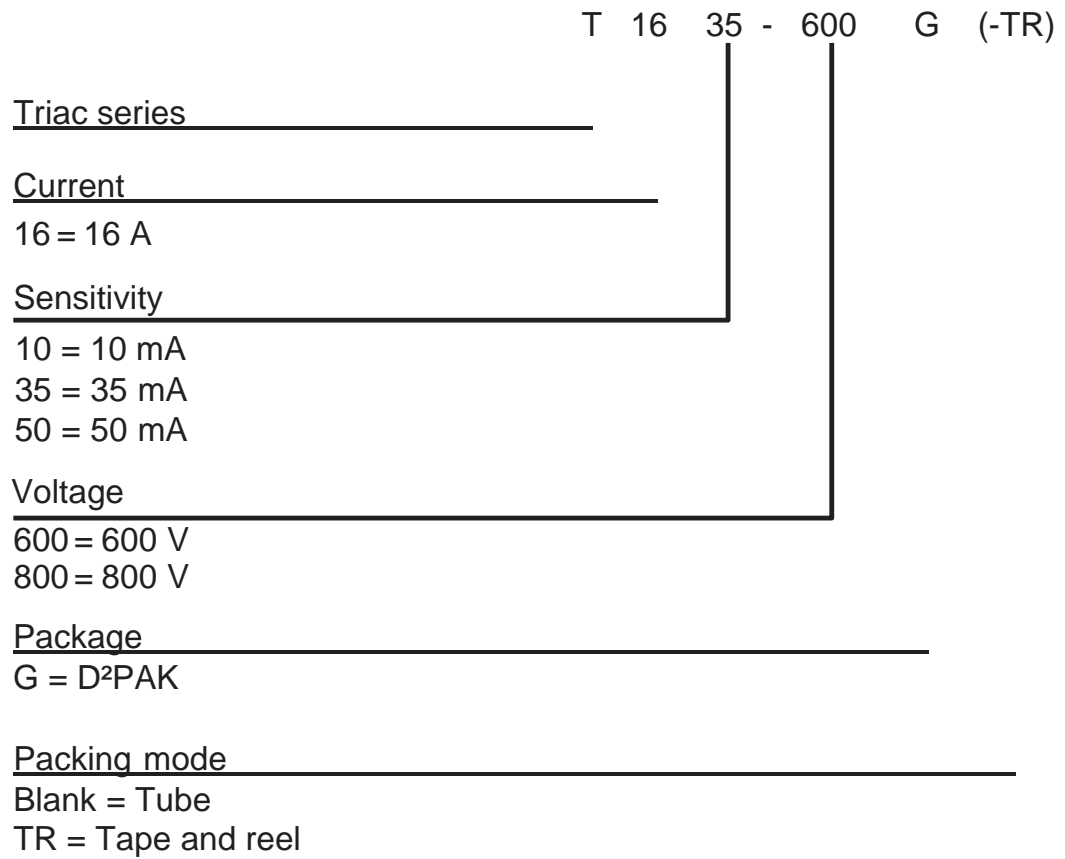 T 16 35 - 600 G (-TR)
Triac series
Current
16 = 16 A
Sensitivity
10 = 10 mA
35 = 35 mA
50 = 50 mA
Voltage
600 = 600 V
800 = 800 V
Package
G = D²PAK
Packing mode
Blank = Tube
TR = Tape and reel